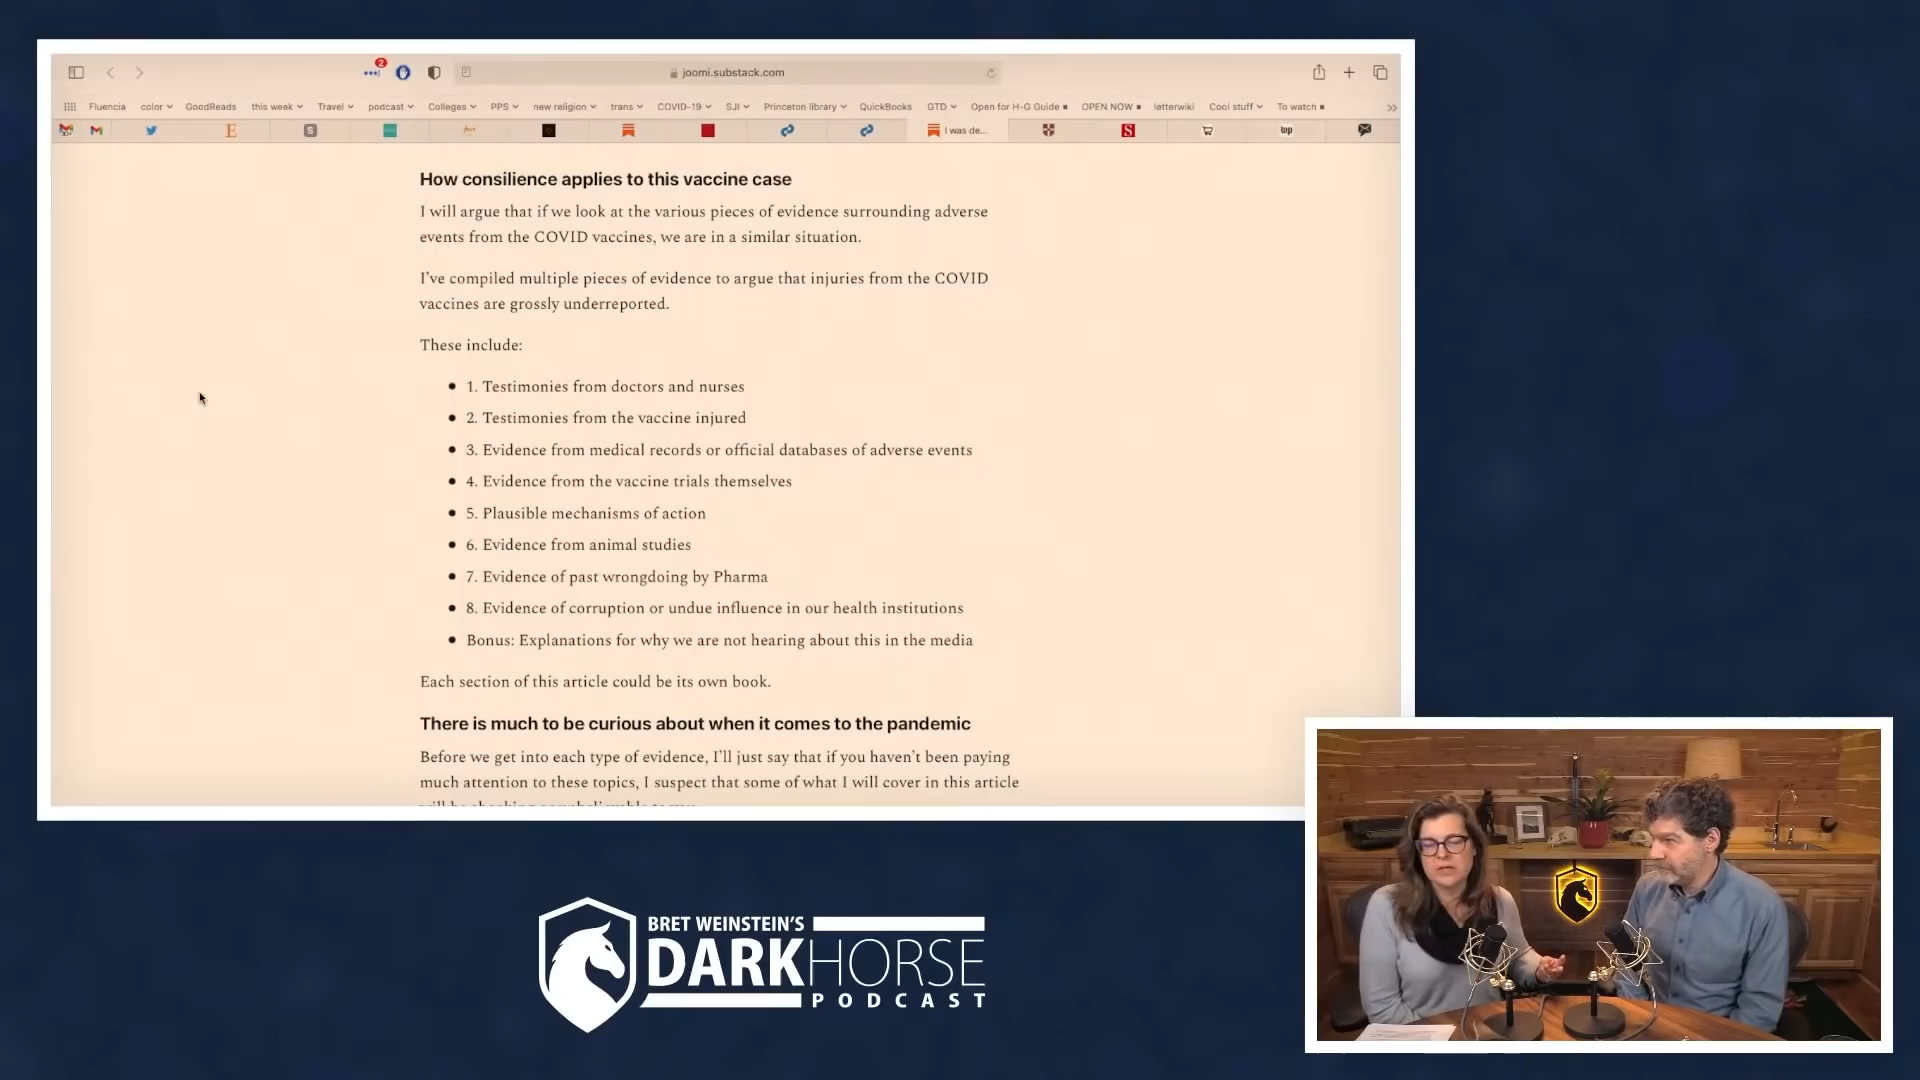 2
joomi.substack.com
Fluencia color GoodReads this week Travel podcast Colleges PPS new religion trans COVID-19 SJI Princeton library QuickBooks GTD Open for H-G Guide OPEN NOW letterwiki Cool stuff To watch
E S I was de... S wp
How consilience applies to this vaccine case
I will argue that if we look at the various pieces of evidence surrounding adverse
events from the COVID vaccines, we are in a similar situation.
I've compiled multiple pieces of evidence to argue that injuries from the COVID
vaccines are grossly underreported.
These include:
• 1. Testimonies from doctors and nurses
• 2. Testimonies from the vaccine injured
• 3. Evidence from medical records or official databases of adverse events
• 4. Evidence from the vaccine trials themselves
• 5. Plausible mechanisms of action
• 6. Evidence from animal studies
• 7. Evidence of past wrongdoing by Pharma
• 8. Evidence of corruption or undue influence in our health institutions
• Bonus: Explanations for why we are not hearing about this in the media
Each section of this article could be its own book.
There is much to be curious about when it comes to the pandemic
Before we get into each type of evidence, I'll just say that if you haven't been paying
much attention to these topics, I suspect that some of what I will cover in this article
BRET WEINSTEIN'S
DARKHORSE
PODCAST